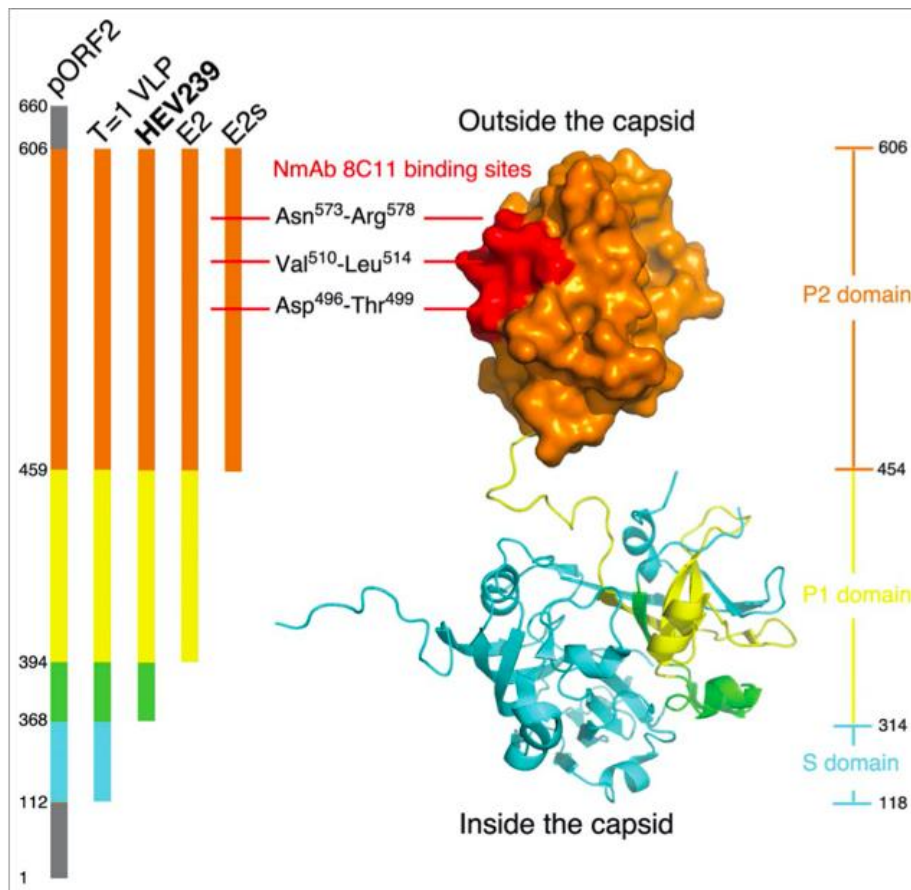 pORF2
T=1 VLP
HEV239
E2
E2s
660
606
459
394
368
112
1
Outside the capsid
NmAb 8C11 binding sites
Asn573-Arg578
Val510-Leu514
Asp496-Thr499
Inside the capsid
606
P2 domain
454
P1 domain
314
S domain
118